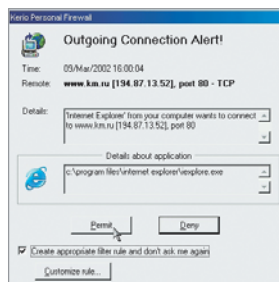 Kerio Personal Firewall
Outgoing Connection Alert!
Time: 09/Mar/2002 16:00:04
Remote: www.km.ru [194.87.13.52], port 80 - TCP
Details: 'Internet Explorer' from your computer wants to connect
to www.km.ru [194.87.13.52], port 80
Details about application
c:\program files\internet explorer\iexplore.exe
Permit Deny
Create appropriate filter rule and don't ask me again
Customize rule...